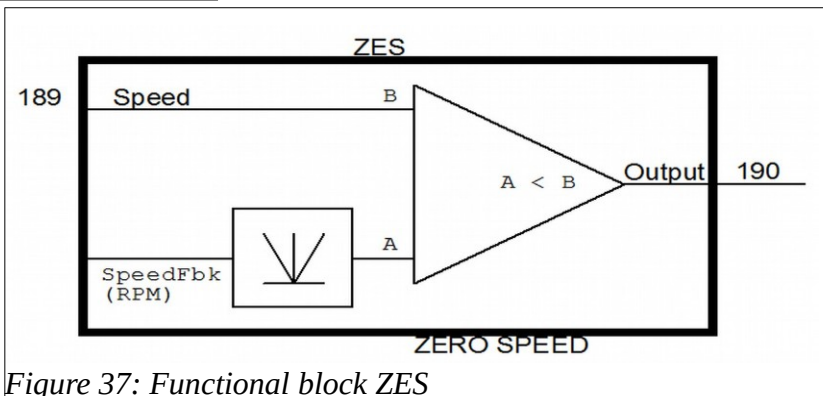 ZES
189 Speed B
A < B Output 190
A
SpeedFbk
(RPM)
ZERO SPEED
Figure 37: Functional block ZES